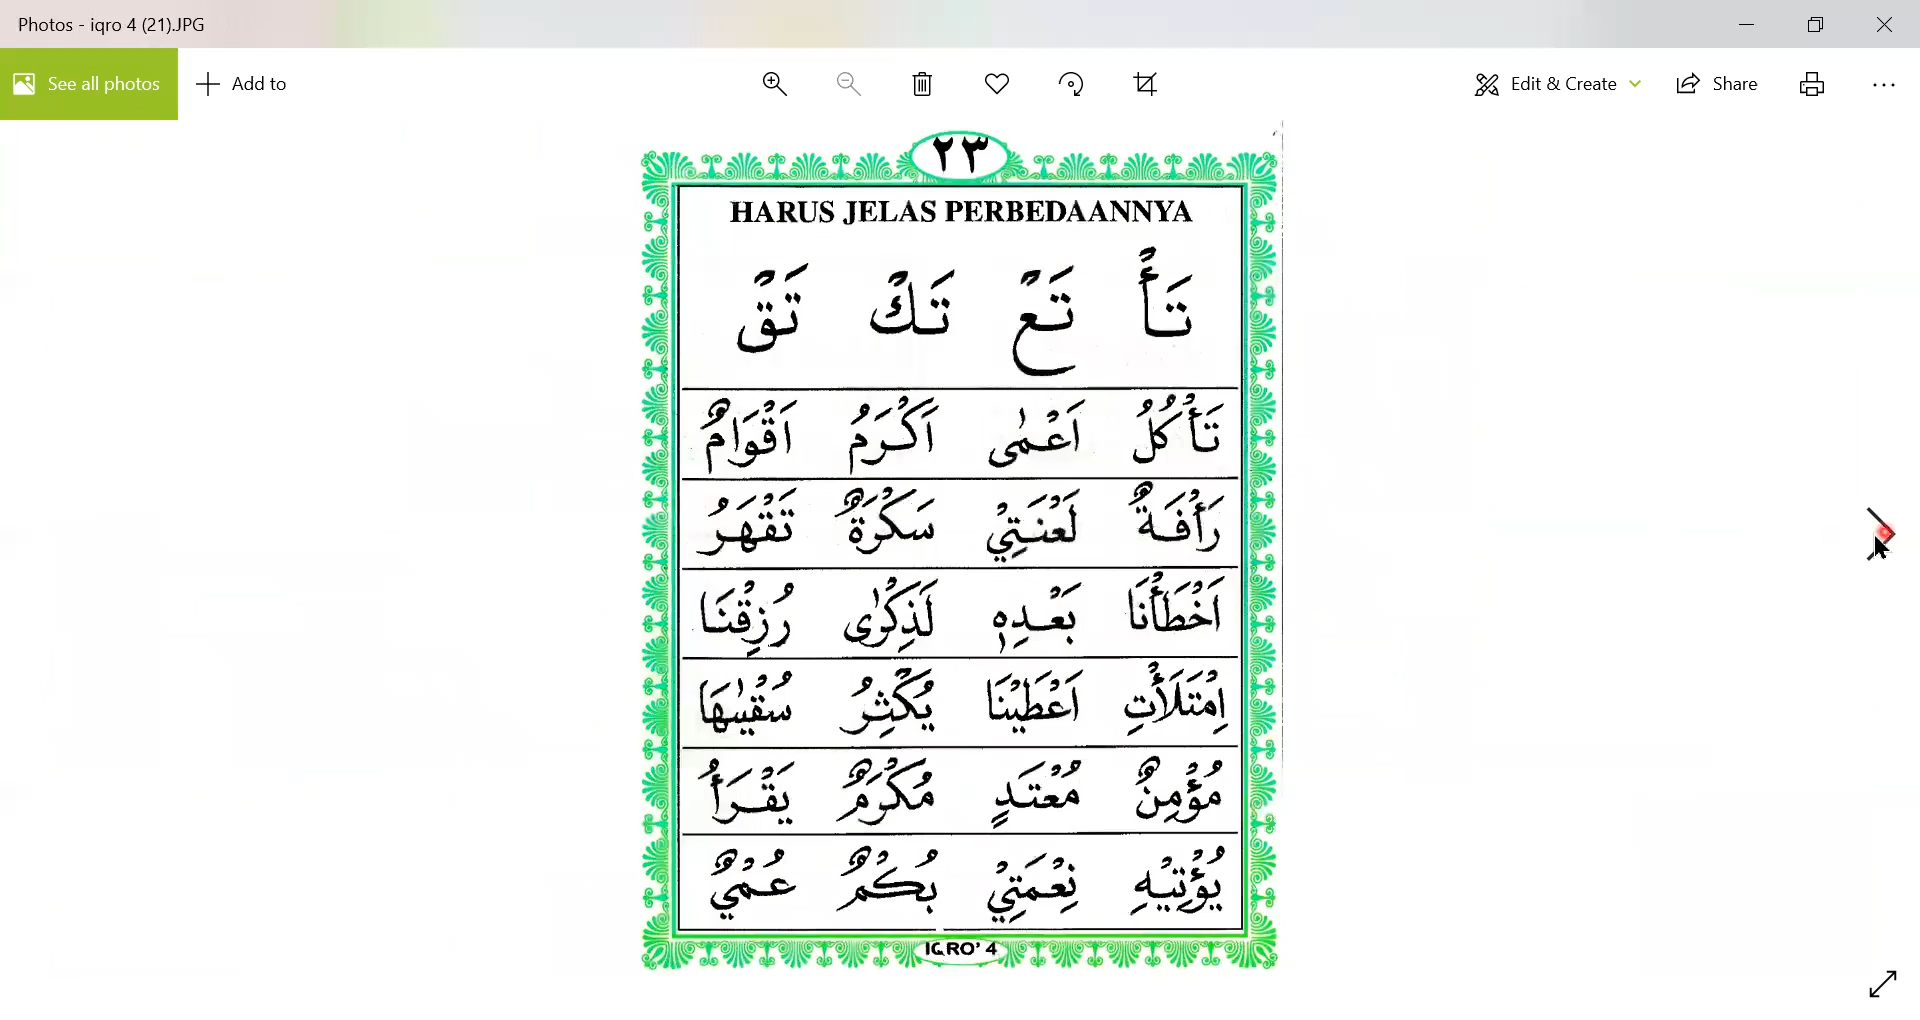 Photos - iqro 4 (21).JPG
See all photos
Add to
Edit & Create
Share
٢٣
HARUS JELAS PERBEDAANNYA
تَأْ تَعْ تَكْ تَقْ
تَأْكُلُ اَعْمٰى اَكْرَمُ اَقْوَامٌ
رَأْفَةٌ لَعْنَتِيْ سَكْرَةٌ تَقْهَرُ
اَخْطَأْنَا بَعْدِهٖ لَذِكْرٰى رُزِقْنَا
اِمْتَلَأْتِ اَعْطَيْنَا يُكْثِرُ سُقْيٰهَا
مُؤْمِنٌ مُعْتَدٍ مُكْرَمٌ يَقْرَأُ
يُؤْتِيْهِ نِعْمَتِيْ بُكْمٌ عُمْيٌ
IQRO' 4